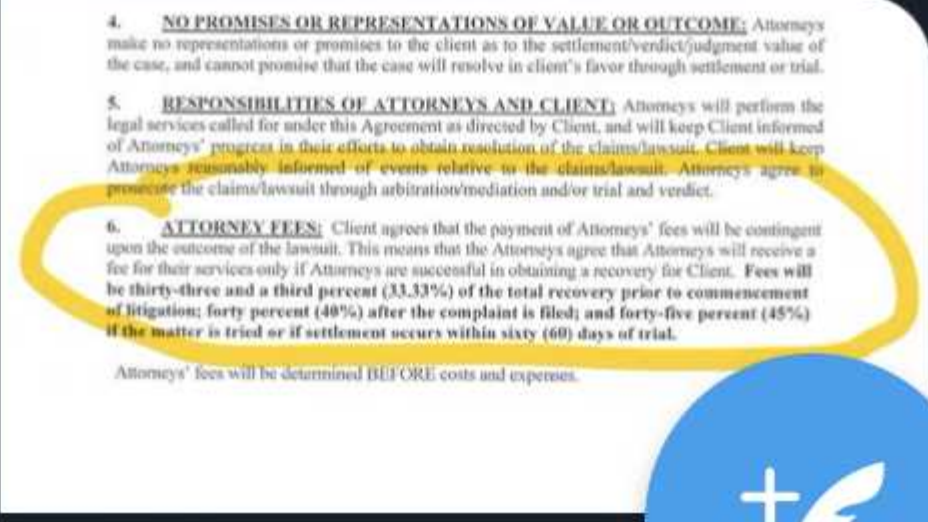 4. NO PROMISES OR REPRESENTATIONS OF VALUE OR OUTCOME: Attorneys
make no representations or promises to the client as to the settlement/verdict/judgment value of
the case, and cannot promise that the case will resolve in client's favor through settlement or trial.
5. RESPONSIBILITIES OF ATTORNEYS AND CLIENT: Attorneys will perform the
legal services called for under this Agreement as directed by Client, and will keep Client informed
of Attorneys' progress in their efforts to obtain resolution of the claims/lawsuit. Client will keep
Attorneys reasonably informed of events relative to the claims/lawsuit. Attorneys agree to
prosecute the claims/lawsuit through arbitration/mediation and/or trial and verdict.
6. ATTORNEY FEES: Client agrees that the payment of Attorneys' fees will be contingent
upon the outcome of the lawsuit. This means that the Attorneys agree that Attorneys will receive a
fee for their services only if Attorneys are successful in obtaining a recovery for Client. Fees will
be thirty-three and a third percent (33.33%) of the total recovery prior to commencement
of litigation; forty percent (40%) after the complaint is filed; and forty-five percent (45%)
if the matter is tried or if settlement occurs within sixty (60) days of trial.
Attorneys' fees will be determined BEFORE costs and expenses.